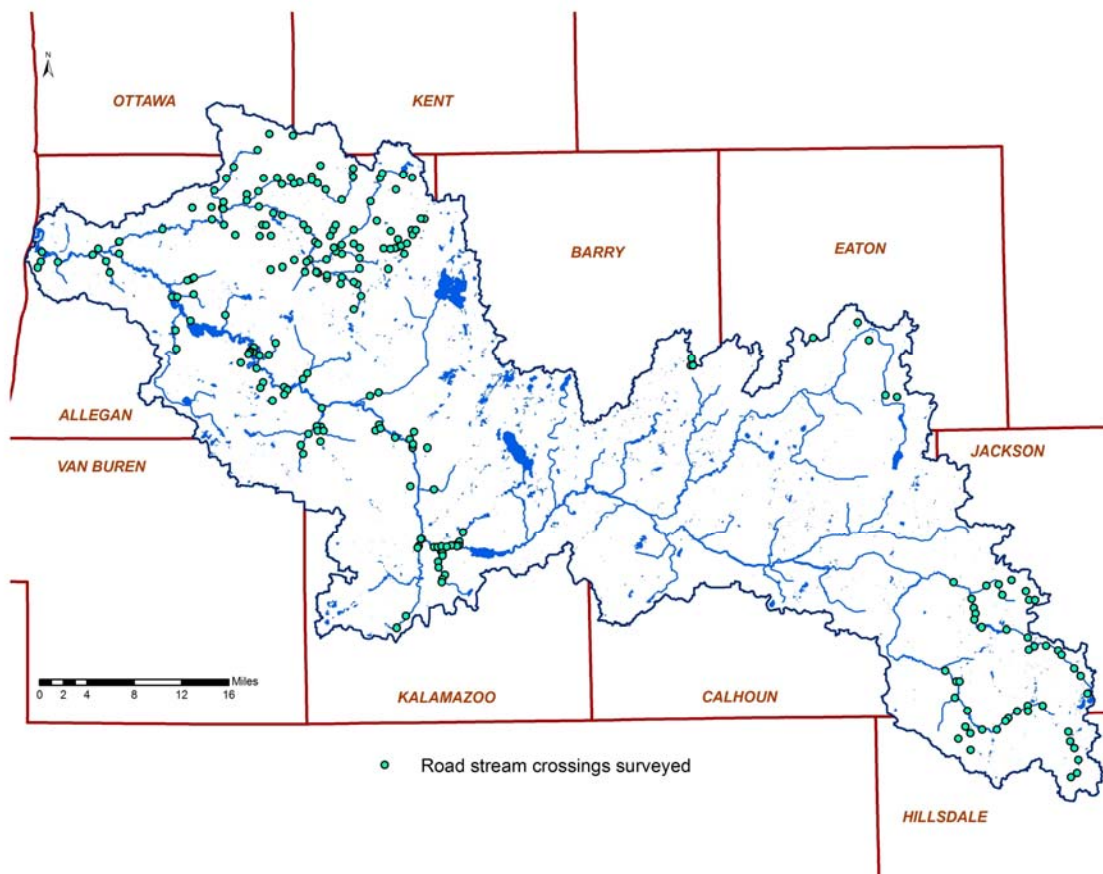 N
OTTAWA
KENT
BARRY
EATON
ALLEGAN
VAN BUREN
JACKSON
Miles
0 2 4 8 12 16
KALAMAZOO
CALHOUN
Road stream crossings surveyed
HILLSDALE